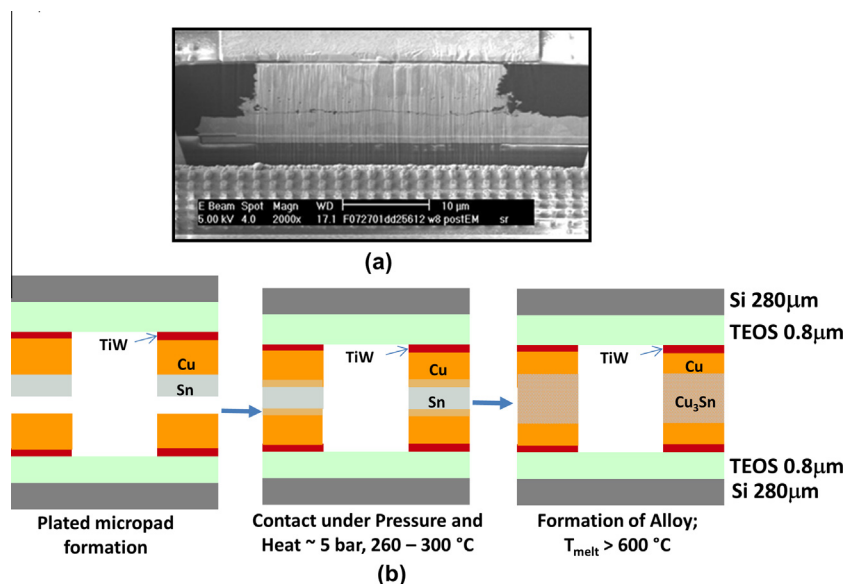 E Beam Spot Magn WD 10 µm
5.00 kV 4.0 2000x 17.1 F072701dd25612 w8 postEM sr
(a)
Si 280µm
TEOS 0.8µm
TiW
TiW
TiW
Cu
Cu
Cu
Sn
Sn
Cu₃Sn
TEOS 0.8µm
Si 280µm
Plated micropad
formation
Contact under Pressure and
Heat ~ 5 bar, 260 – 300 °C
Formation of Alloy;
Tmelt > 600 °C
(b)